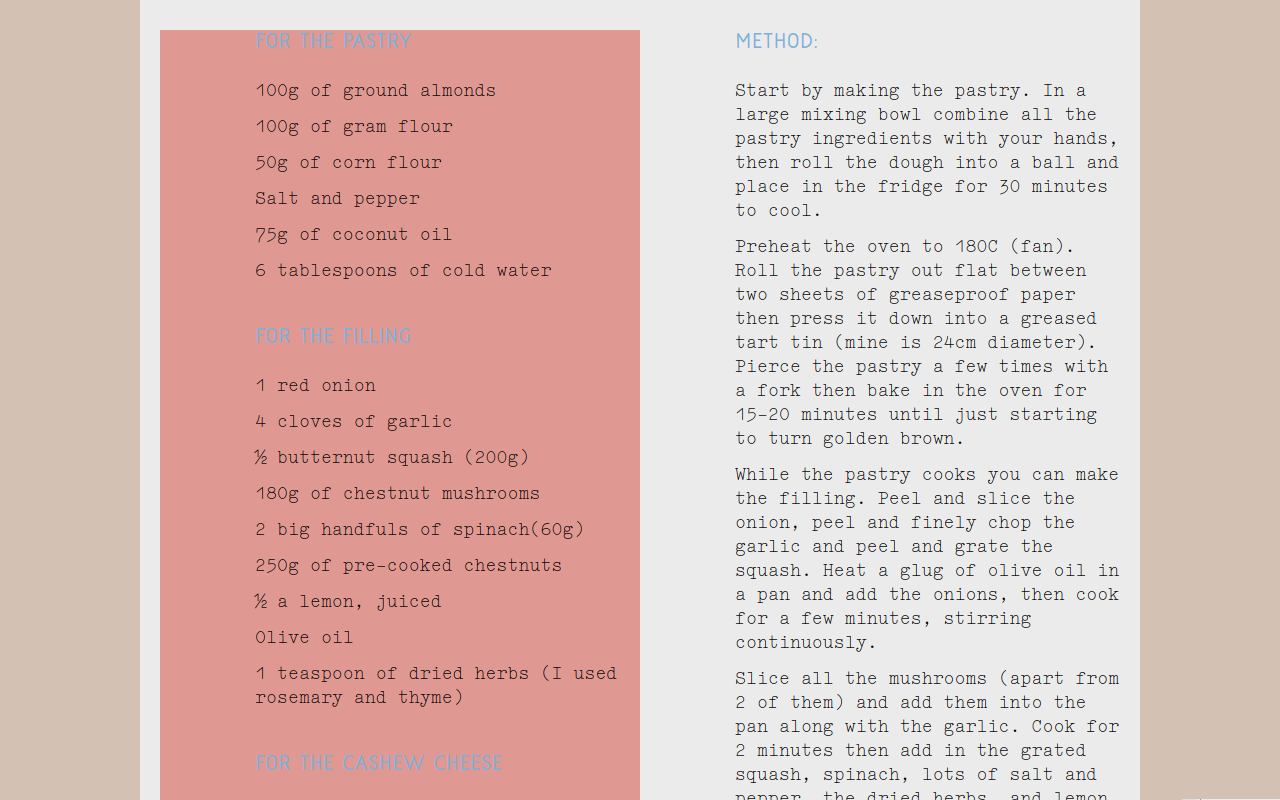 FOR THE PASTRY
100g of ground almonds
100g of gram flour
50g of corn flour
Salt and pepper
75g of coconut oil
6 tablespoons of cold water
FOR THE FILLING
1 red onion
4 cloves of garlic
½ butternut squash (200g)
180g of chestnut mushrooms
2 big handfuls of spinach(60g)
250g of pre-cooked chestnuts
½ a lemon, juiced
Olive oil
1 teaspoon of dried herbs (I used
rosemary and thyme)
FOR THE CASHEW CHEESE
METHOD:
Start by making the pastry. In a
large mixing bowl combine all the
pastry ingredients with your hands,
then roll the dough into a ball and
place in the fridge for 30 minutes
to cool.
Preheat the oven to 180C (fan).
Roll the pastry out flat between
two sheets of greaseproof paper
then press it down into a greased
tart tin (mine is 24cm diameter).
Pierce the pastry a few times with
a fork then bake in the oven for
15-20 minutes until just starting
to turn golden brown.
While the pastry cooks you can make
the filling. Peel and slice the
onion, peel and finely chop the
garlic and peel and grate the
squash. Heat a glug of olive oil in
a pan and add the onions, then cook
for a few minutes, stirring
continuously.
Slice all the mushrooms (apart from
2 of them) and add them into the
pan along with the garlic. Cook for
2 minutes then add in the grated
squash, spinach, lots of salt and
pepper, the dried herbs, and lemon